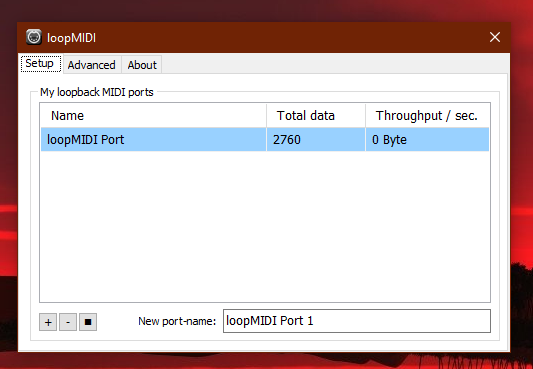 loopMIDI
Setup Advanced About
My loopback MIDI ports
Name Total data Throughput / sec.
loopMIDI Port 2760 0 Byte
+ - ■ New port-name: loopMIDI Port 1